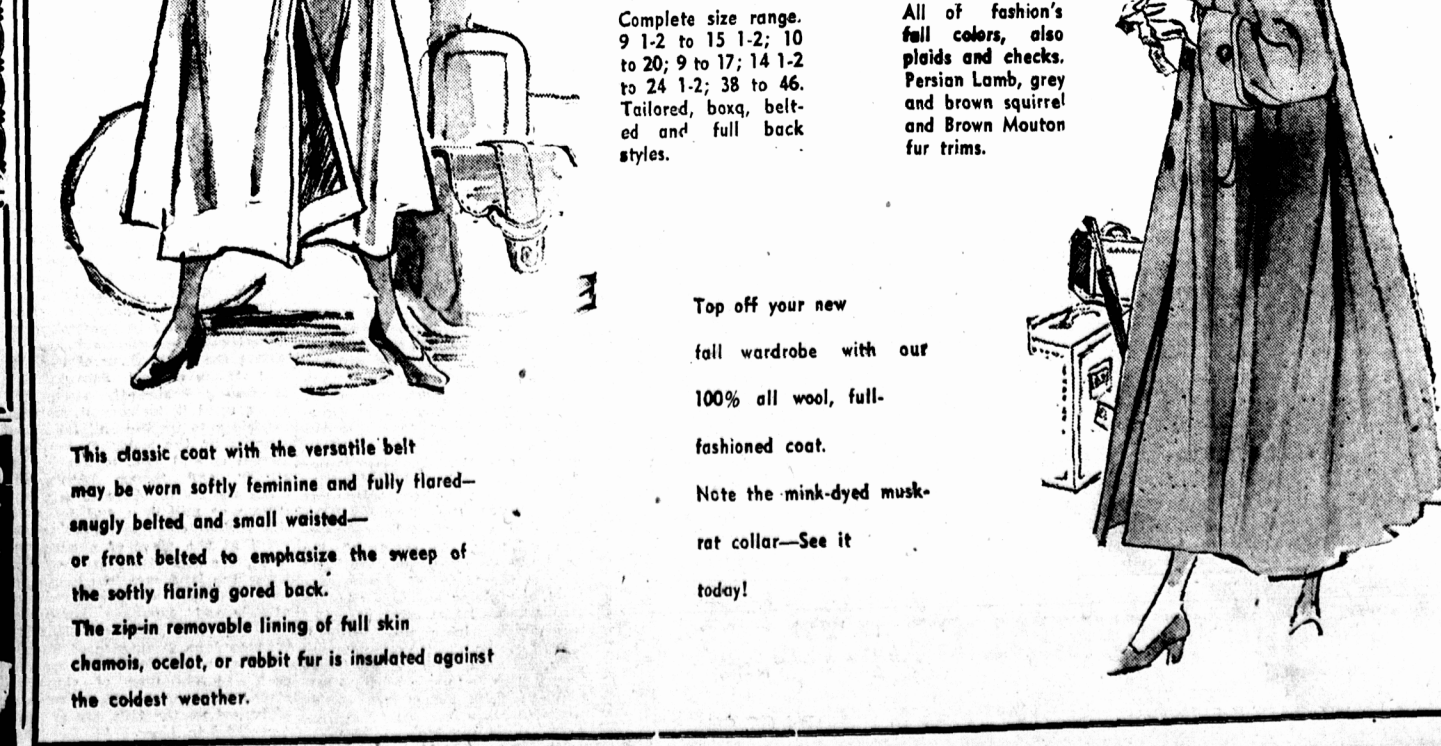 Complete size range.
9 1-2 to 15 1-2; 10
to 20; 9 to 17; 14 1-2
to 24 1-2; 38 to 46.
Tailored, boxq, belt-
ed and full back
styles.
All of fashion's
fall colors, also
plaids and checks.
Persian Lamb, grey
and brown squirrel
and Brown Mouton
fur trims.
Top off your new
fall wardrobe with our
100% all wool, full-
fashioned coat.
Note the mink-dyed musk-
rat collar—See it
today!
This classic coat with the versatile belt
may be worn softly feminine and fully flared—
snugly belted and small waisted—
or front belted to emphasize the sweep of
the softly flaring gored back.
The zip-in removable lining of full skin
chamois, ocelot, or rabbit fur is insulated against
the coldest weather.